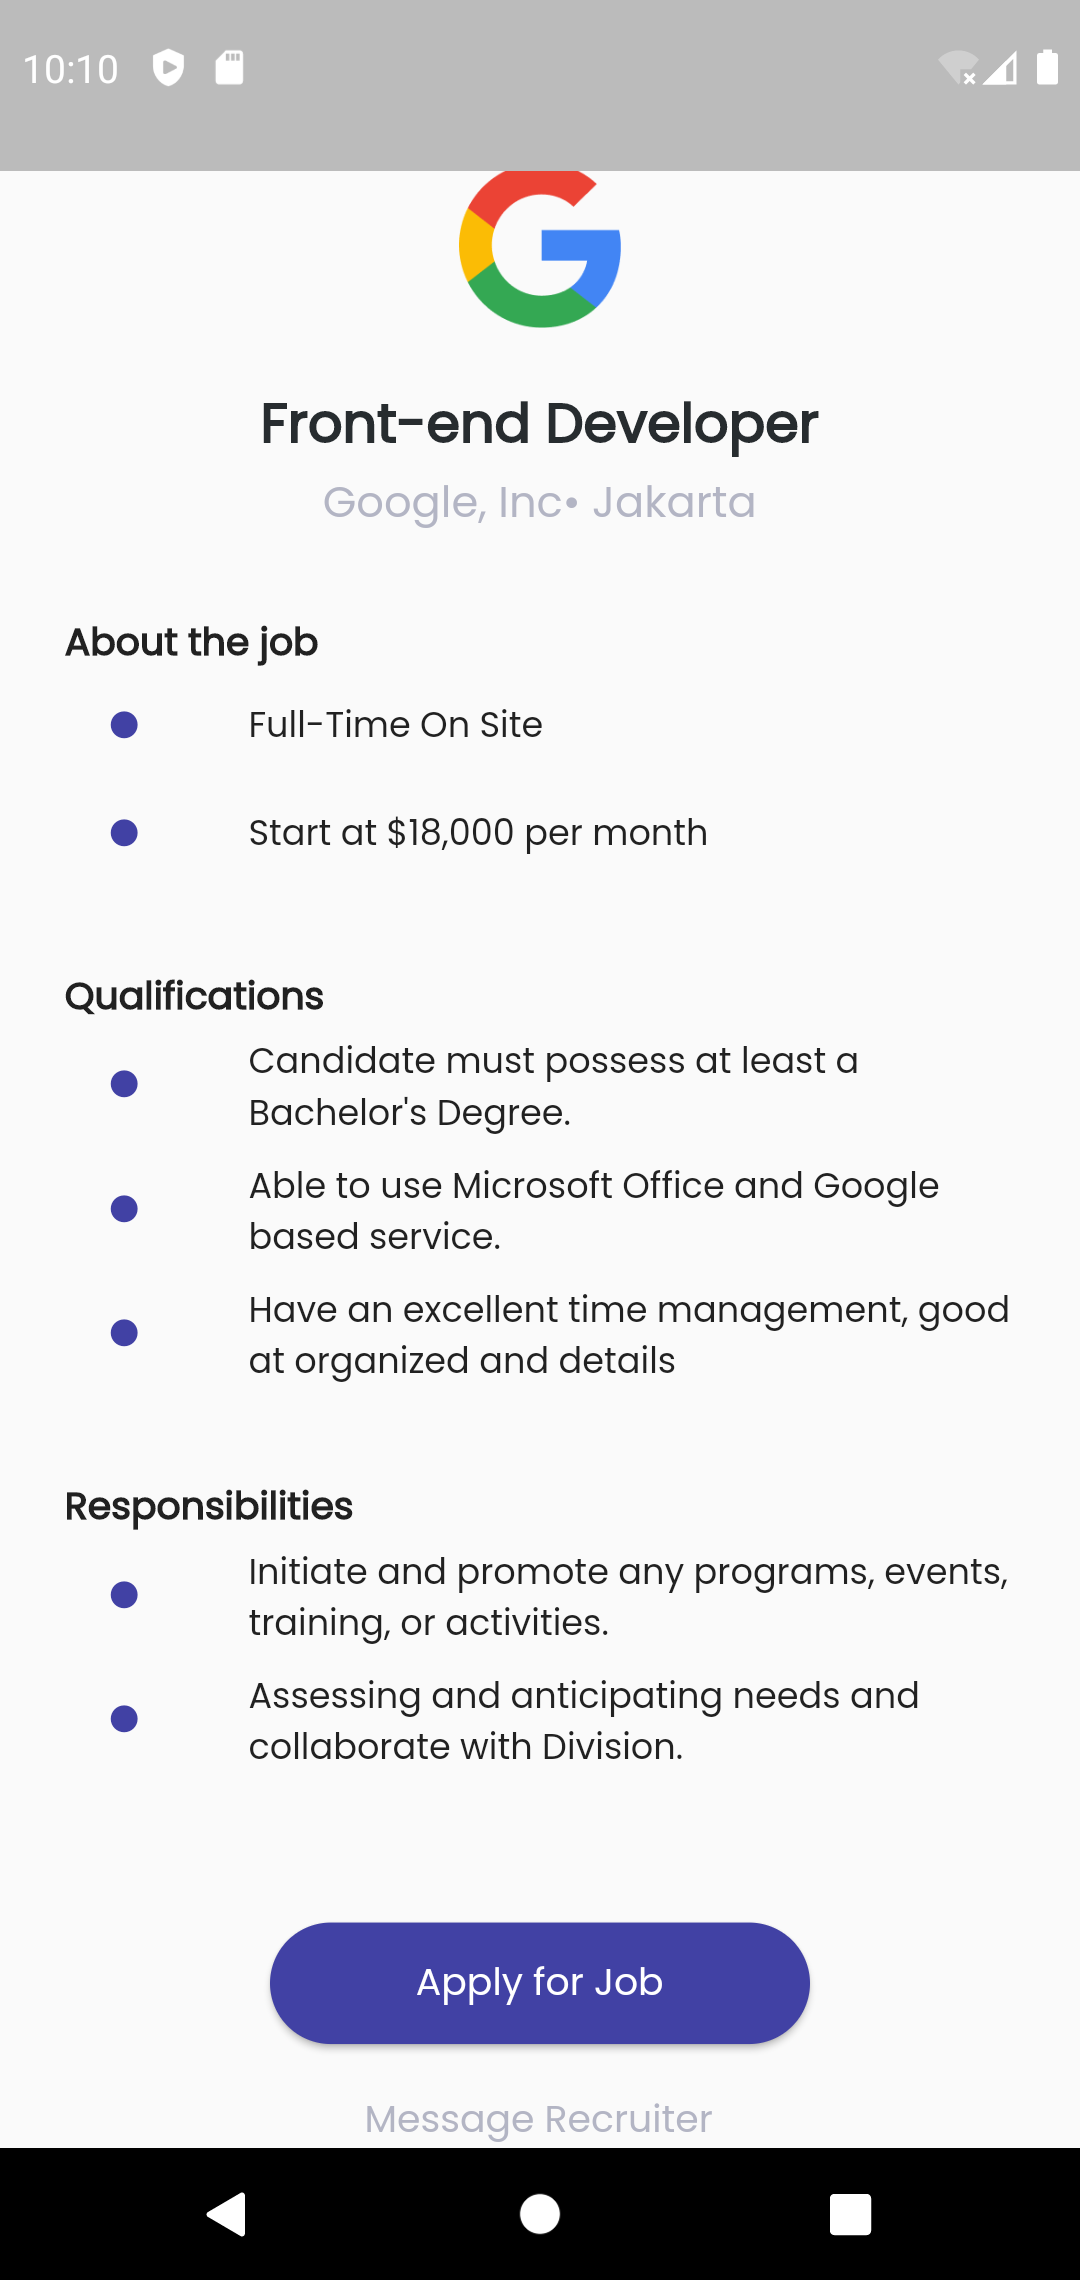 10:10
Front-end Developer
Google, Inc• Jakarta
About the job
Full-Time On Site
Start at $18,000 per month
Qualifications
Candidate must possess at least a
Bachelor's Degree.
Able to use Microsoft Office and Google
based service.
Have an excellent time management, good
at organized and details
Responsibilities
Initiate and promote any programs, events,
training, or activities.
Assessing and anticipating needs and
collaborate with Division.
Apply for Job
Message Recruiter